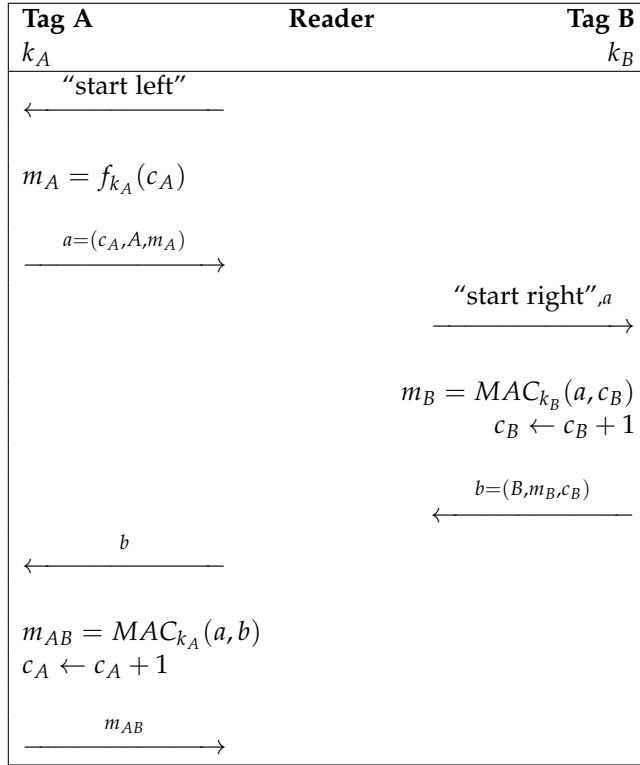 Tag A Reader Tag B
k_A k_B
“start left”
m_A = f_{k_A}(c_A)
a=(c_A,A,m_A)
“start right”,a
m_B = MAC_{k_B}(a, c_B)
c_B ← c_B + 1
b=(B,m_B,c_B)
b
m_{AB} = MAC_{k_A}(a, b)
c_A ← c_A + 1
m_{AB}